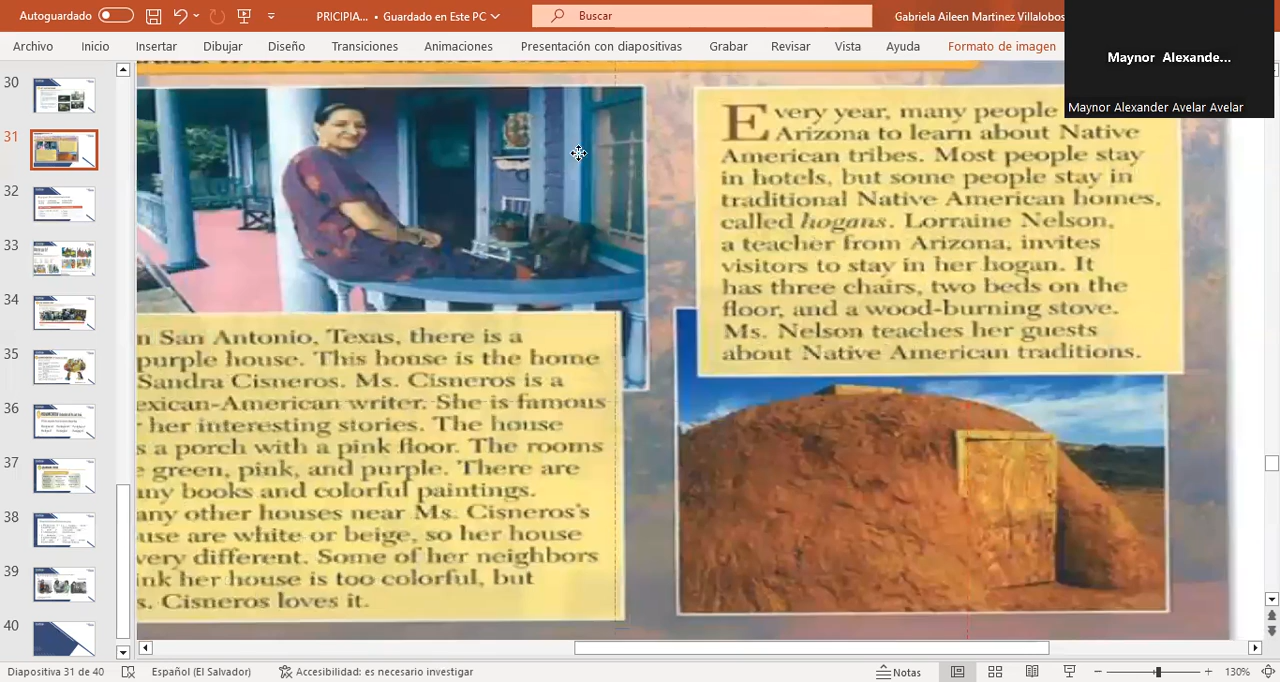 Autoguardado
PRICIPIA... • Guardado en Este PC
Buscar
Gabriela Aileen Martinez Villalobos
Archivo
Inicio
Insertar
Dibujar
Diseño
Transiciones
Animaciones
Presentación con diapositivas
Grabar
Revisar
Vista
Ayuda
Formato de imagen
Maynor Alexande...
Maynor Alexander Avelar Avelar
30
31
32
33
34
35
36
37
38
39
40
n San Antonio, Texas, there is a
purple house. This house is the home
Sandra Cisneros. Ms. Cisneros is a
exican-American writer. She is famous
r her interesting stories. The house
s a porch with a pink floor. The rooms
e green, pink, and purple. There are
any books and colorful paintings.
any other houses near Ms. Cisneros's
use are white or beige, so her house
very different. Some of her neighbors
ink her house is too colorful, but
s. Cisneros loves it.
Every year, many people
Arizona to learn about Native
American tribes. Most people stay
in hotels, but some people stay in
traditional Native American homes,
called hogans. Lorraine Nelson,
a teacher from Arizona, invites
visitors to stay in her hogan. It
has three chairs, two beds on the
floor, and a wood-burning stove.
Ms. Nelson teaches her guests
about Native American traditions.
Diapositiva 31 de 40
Español (El Salvador)
Accesibilidad: es necesario investigar
Notas
130%